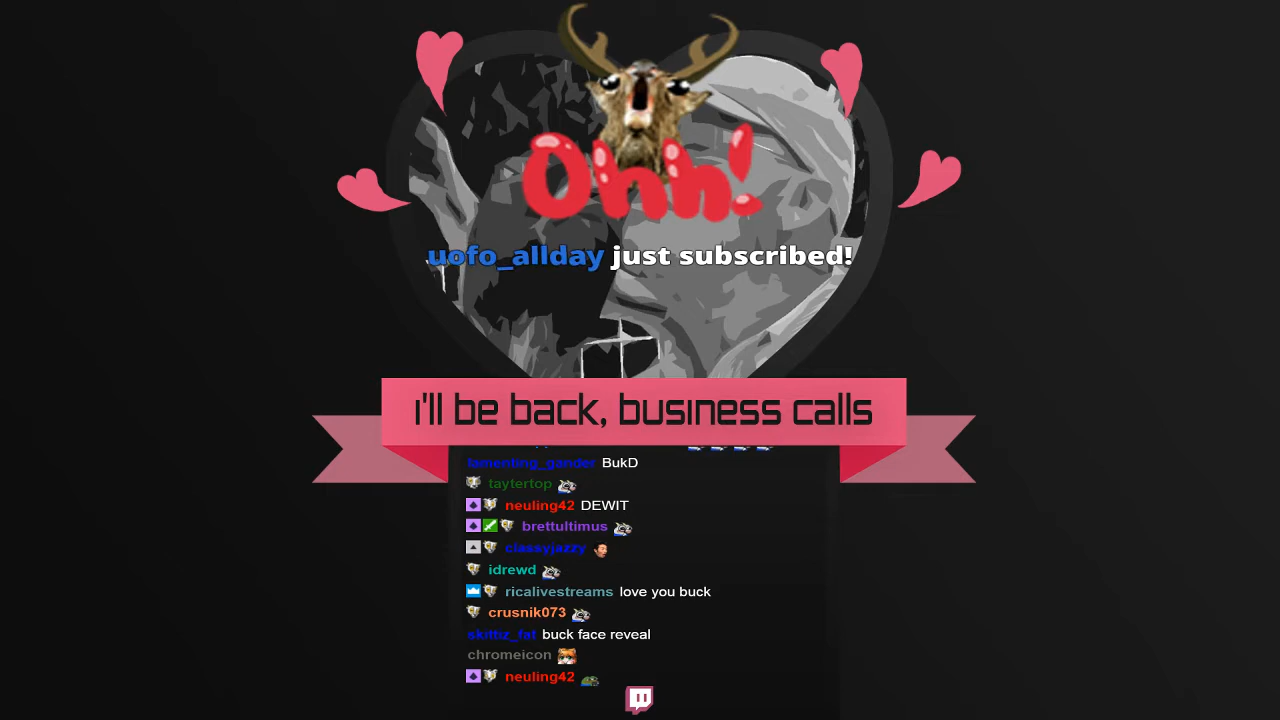 Ohh!
uofo_allday just subscribed!
i'll be back, business calls
lamenting_gander BukD
taytertop
neuling42 DEWIT
brettultimus
classyjazzy
idrewd
ricalivestreams love you buck
crusnik073
skittiz_fat buck face reveal
chromeicon
neuling42